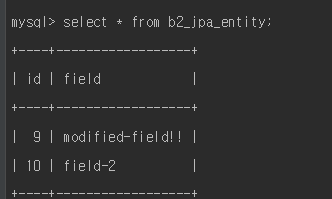 mysql> select * from b2_jpa_entity;
+----+-----------------+
| id | field           |
+----+-----------------+
|  9 | modified-field!! |
| 10 | field-2         |
+----+-----------------+